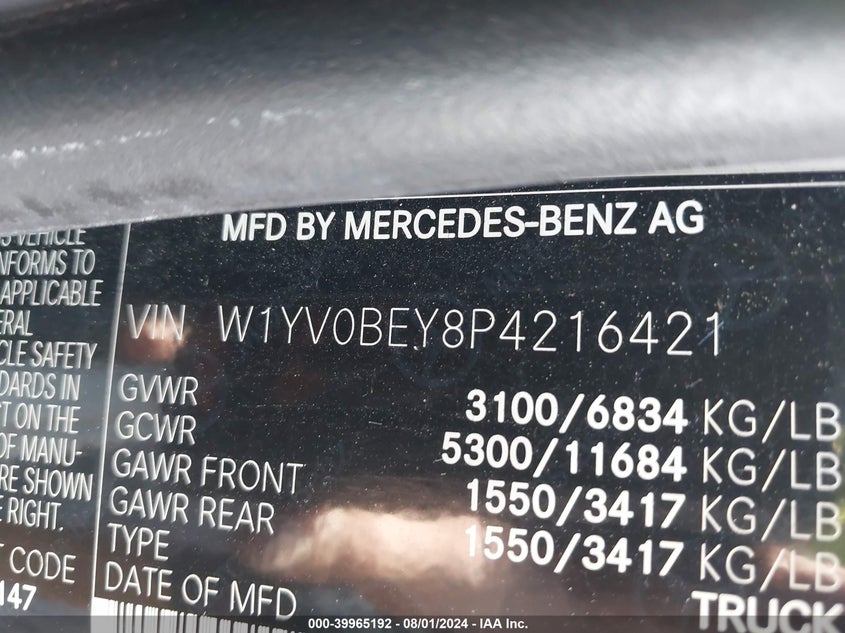 MFD BY MERCEDES-BENZ AG
VIN W1YV0BEY8P4216421
GVWR 3100/6834 KG/LB
GCWR 5300/11684 KG/LB
GAWR FRONT 1550/3417 KG/LB
GAWR REAR 1550/3417 KG/LB
TYPE TRUCK
DATE OF MFD
VEHICLE
NFORMS TO
APPLICABLE
ERAL
CLE SAFETY
DARDS IN
T ON THE
OF MANU-
RE SHOWN
E RIGHT.
T CODE
147
000-39965192 - 08/01/2024 - IAA Inc.